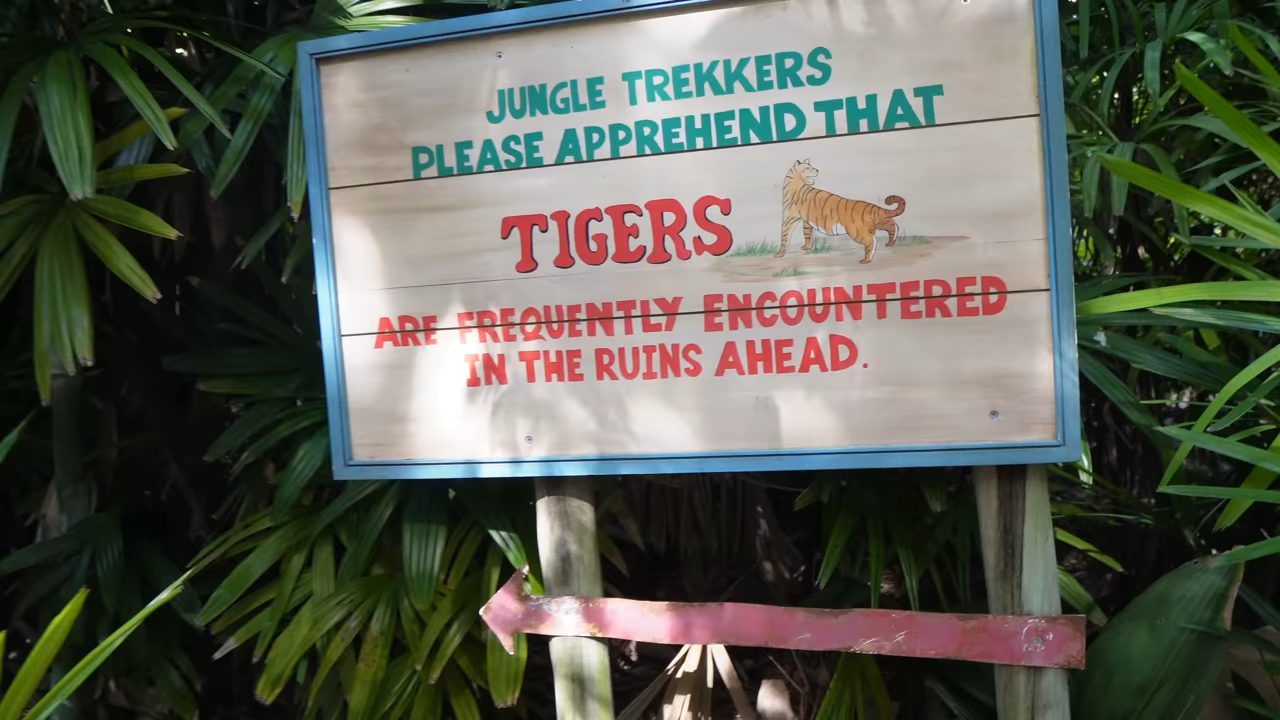 JUNGLE TREKKERS
PLEASE APPREHEND THAT
TIGERS
ARE FREQUENTLY ENCOUNTERED
IN THE RUINS AHEAD.